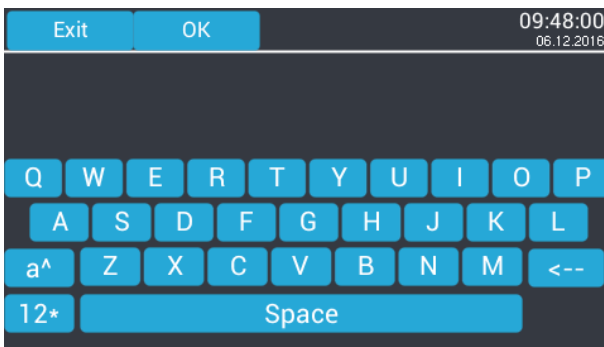 Exit OK 09:48:00
06.12.2016
Q W E R T Y U I O P
A S D F G H J K L
a^ Z X C V B N M <--
12* Space